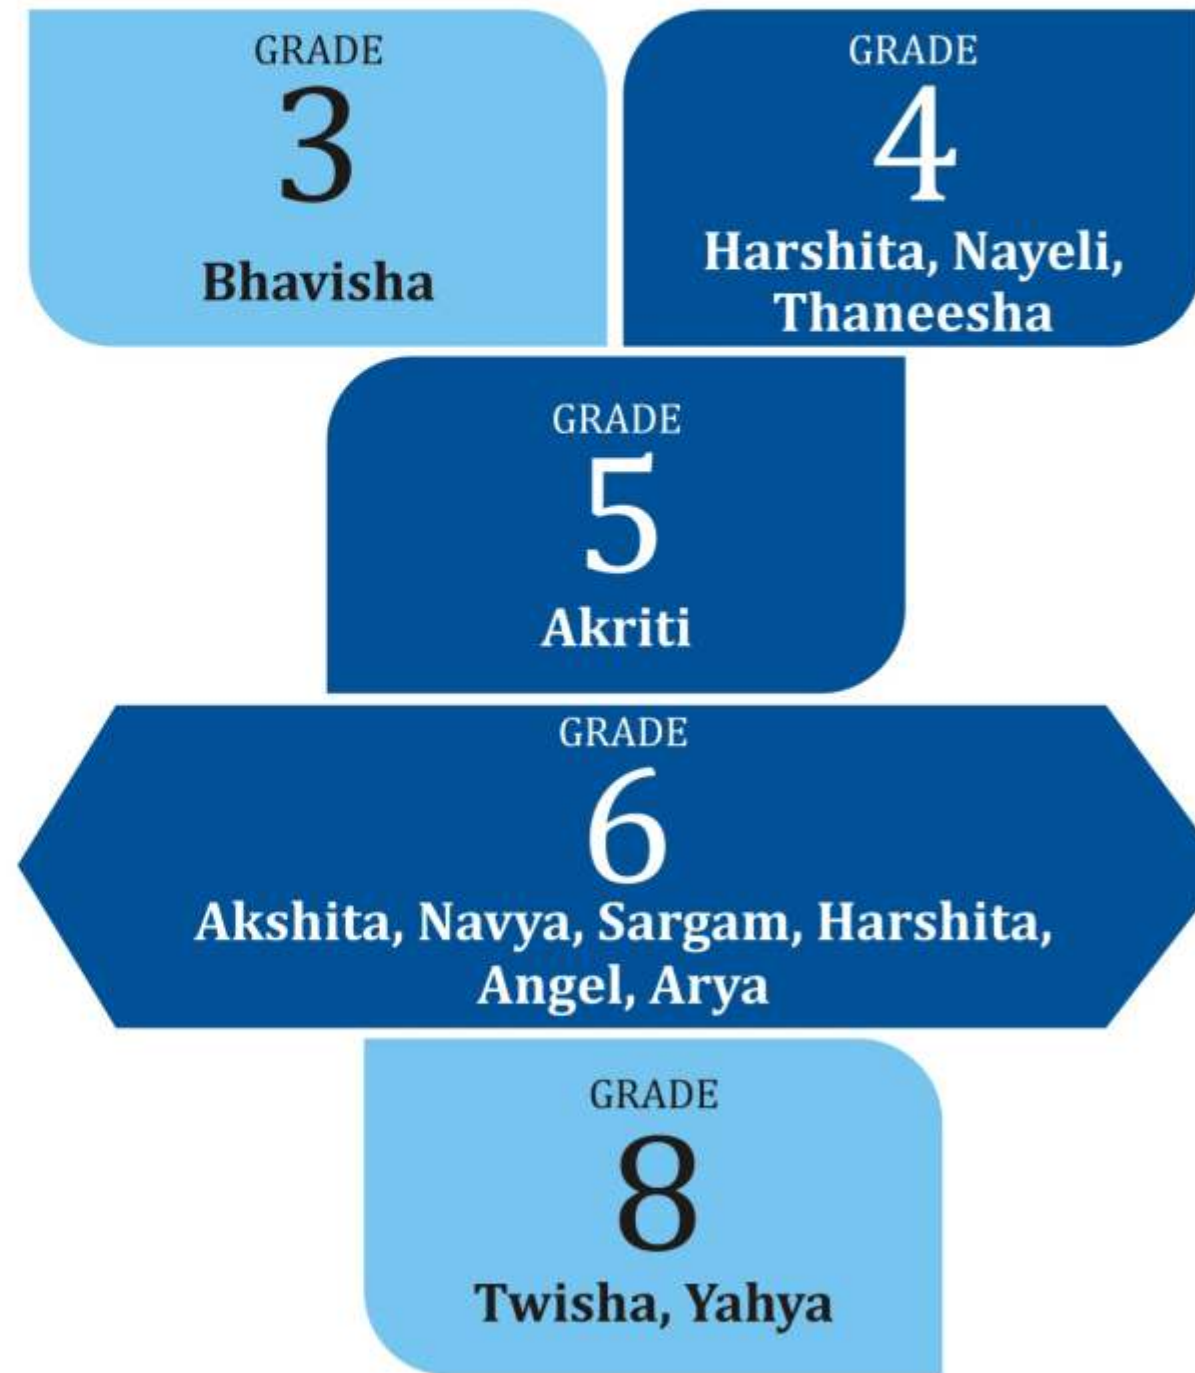 GRADE
3
Bhavisha
GRADE
4
Harshita, Nayeli,
Thaneesha
GRADE
5
Akriti
GRADE
6
Akshita, Navya, Sargam, Harshita,
Angel, Arya
GRADE
8
Twisha, Yahya